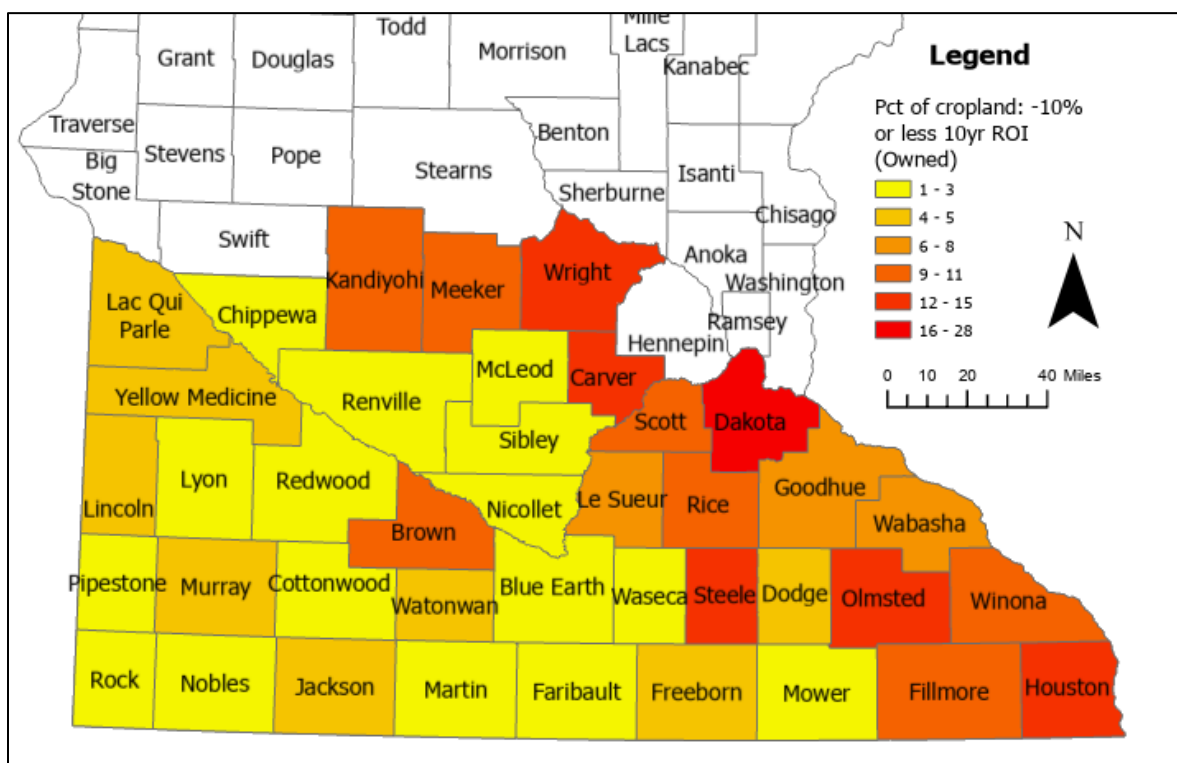 Todd
Mille
Lacs
Morrison
Kanabec
Grant
Douglas
Traverse
Benton
Stevens
Pope
Big
Stone
Stearns
Isanti
Sherburne
Chisago
Swift
Anoka
Washington
Kandiyohi
Meeker
Wright
Lac Qui
Parle
Chippewa
Ramsey
Hennepin
McLeod
Carver
Yellow Medicine
Renville
Scott
Dakota
Sibley
Lyon
Redwood
Lincoln
Nicollet
Le Sueur
Rice
Goodhue
Wabasha
Brown
Pipestone
Murray
Cottonwood
Watonwan
Blue Earth
Waseca
Steele
Dodge
Olmsted
Winona
Rock
Nobles
Jackson
Martin
Faribault
Freeborn
Mower
Fillmore
Houston
Legend
Pct of cropland: -10%
or less 10yr ROI
(Owned)
1 - 3
4 - 5
6 - 8
9 - 11
12 - 15
16 - 28
N
0 10 20 40 Miles